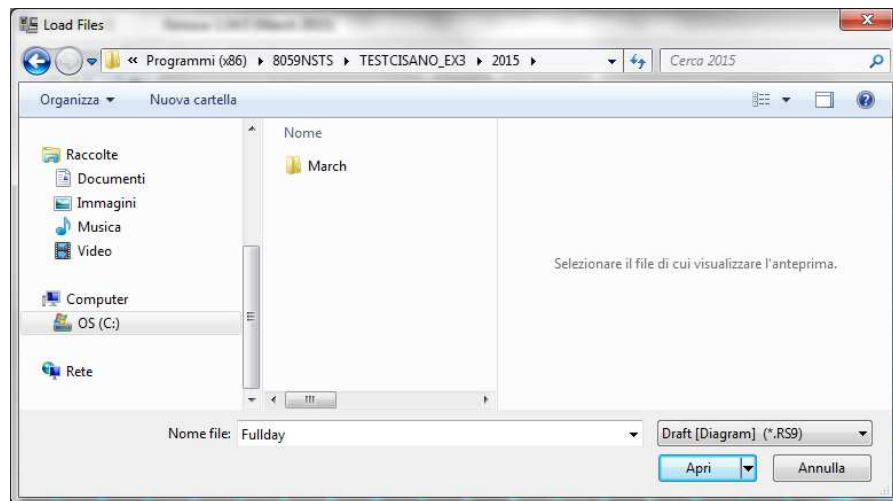 Load Files
« Programmi (x86) ▸ 8059NSTS ▸ TESTCISANO_EX3 ▸ 2015 ▸
Cerca 2015
Organizza
Nuova cartella
Nome
Raccolte
March
Documenti
Immagini
Musica
Video
Selezionare il file di cui visualizzare l'anteprima.
Computer
OS (C:)
Rete
Nome file: Fullday
Draft [Diagram] (*.RS9)
Apri
Annulla